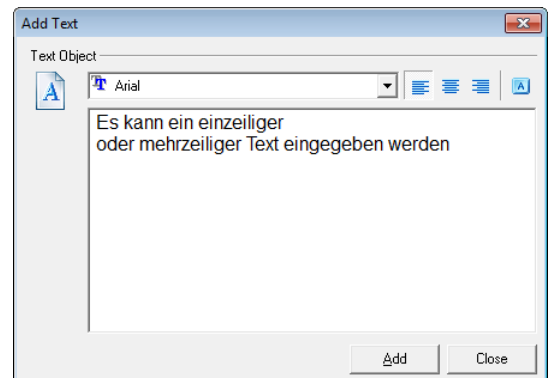 Add Text
Text Object
Arial
Es kann ein einzeiliger
oder mehrzeiliger Text eingegeben werden
Add
Close